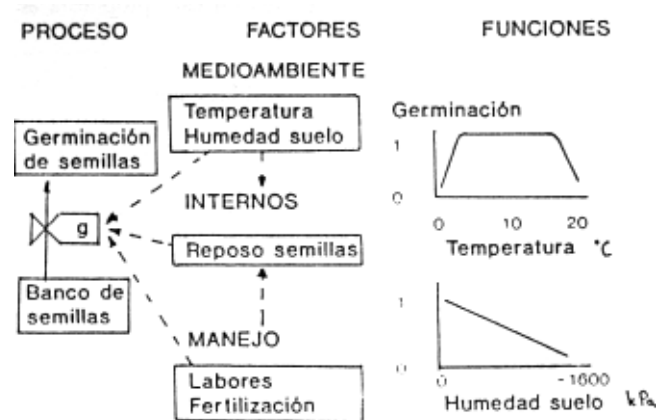 PROCESO
FACTORES
FUNCIONES
MEDIOAMBIENTE
Temperatura
Humedad suelo
Germinación
de semillas
INTERNOS
g
Reposo semillas
Banco de
semillas
MANEJO
Labores
Fertilización
Germinación
1
0
0 10 20
Temperatura °C
1
0
0 -1600
Humedad suelo kPa